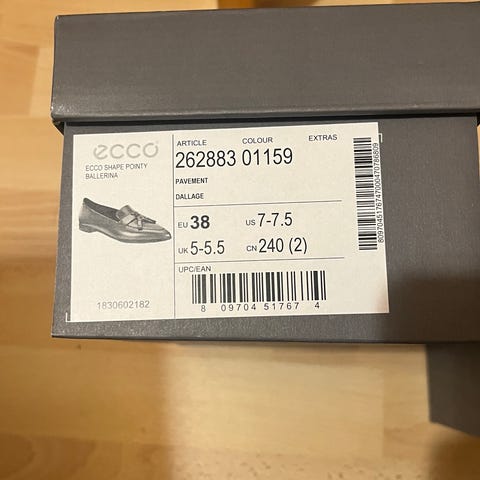 ecco
ECCO SHAPE POINTY
BALLERINA
1830602182
ARTICLE COLOUR EXTRAS
262883 01159
PAVEMENT
DALLAGE
EU 38 US 7-7.5
UK 5-5.5 CN 240 (2)
UPC/EAN
8 09704 51767 4